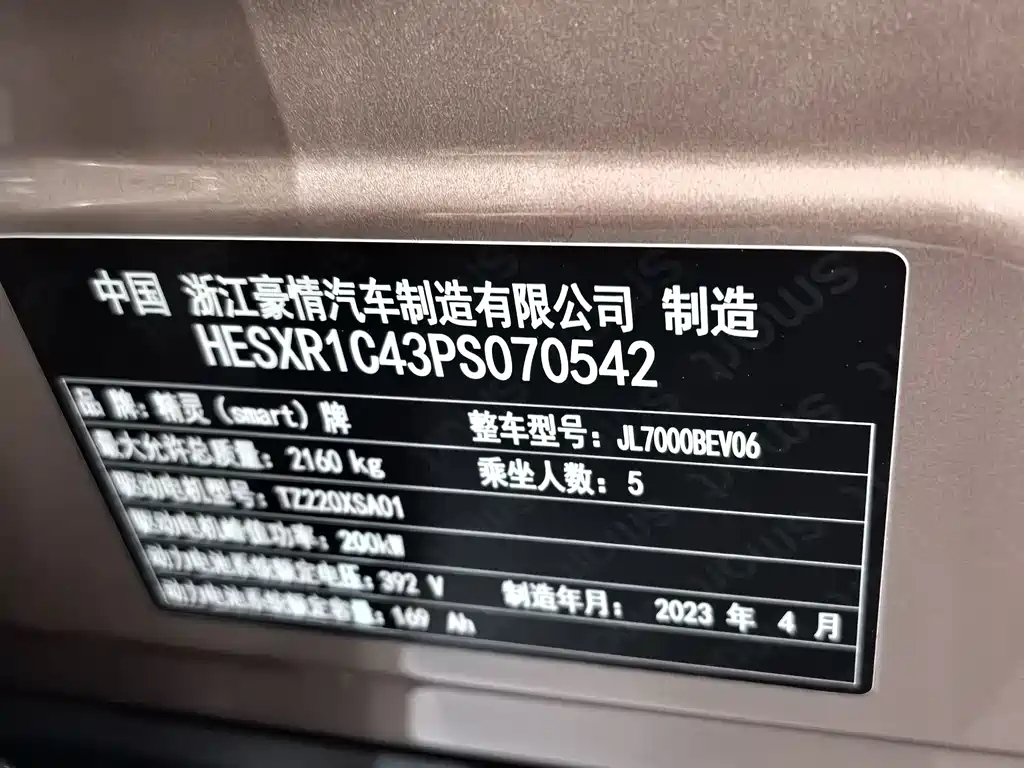 中国 浙江豪情汽车制造有限公司 制造
HESXR1C43PS070542
品牌：精灵（smart）牌 整车型号：JL7000BEV06
最大允许总质量：2160 kg 乘坐人数：5
驱动电机型号：TZ220XSA01
驱动电机峰值功率：200kW
动力电池系统额定电压：392 V 制造年月：2023 年 4 月
动力电池系统额定容量：169 Ah